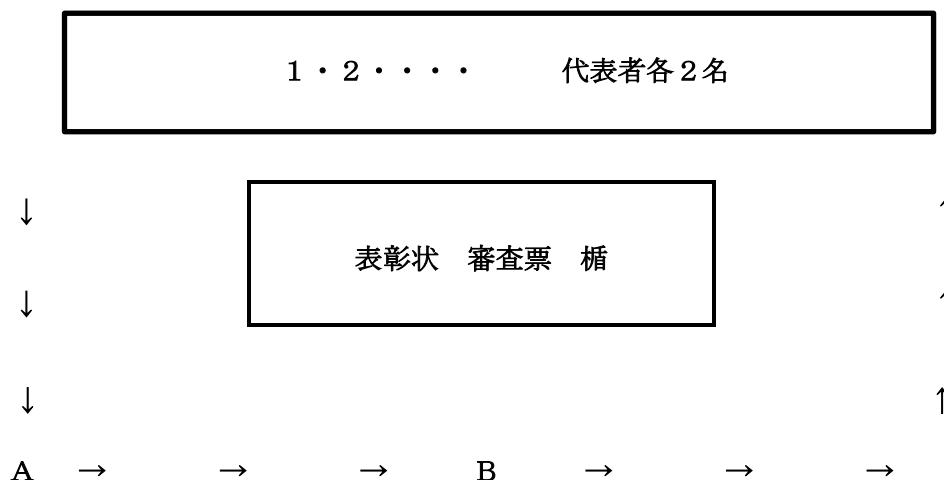 １・２・・・・　　　代表者各２名
↓ ↑
表彰状　審査票　楯
↓ ↑
↓ ↑
Ａ　→　→　→　Ｂ　→　→　→